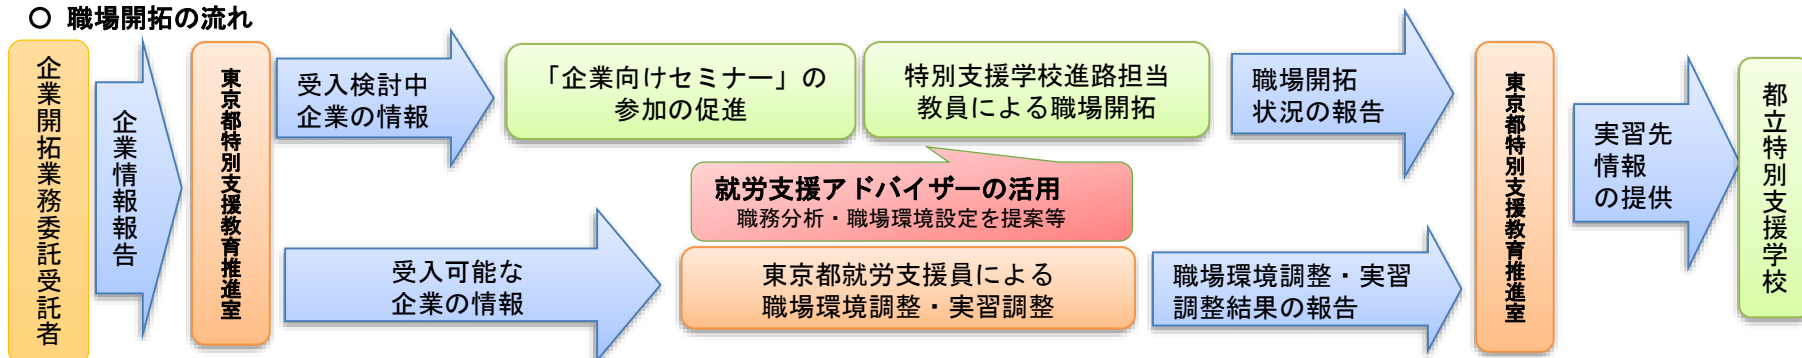 ○ 職場開拓の流れ
企業開拓業務委託受託者
企業情報報告
東京都特別支援教育推進室
受入検討中
企業の情報
「企業向けセミナー」の
参加の促進
特別支援学校進路担当
教員による職場開拓
職場開拓
状況の報告
就労支援アドバイザーの活用
職務分析・職場環境設定を提案等
受入可能な
企業の情報
東京都就労支援員による
職場環境調整・実習調整
職場環境調整・実習
調整結果の報告
東京都特別支援教育推進室
実習先
情報
の提供
都立特別支援学校